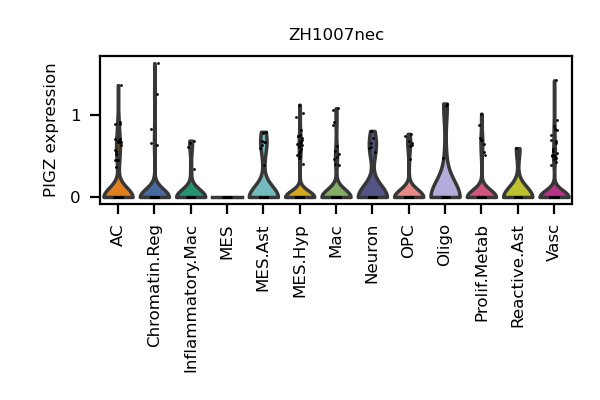 ZH1007nec
PIGZ expression
1
0
AC
Chromatin.Reg
Inflammatory.Mac
MES
MES.Ast
MES.Hyp
Mac
Neuron
OPC
Oligo
Prolif.Metab
Reactive.Ast
Vasc